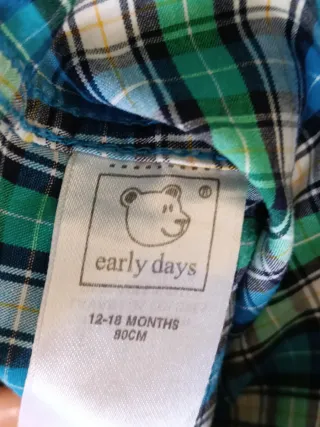 ®
early days
12-18 MONTHS
80CM